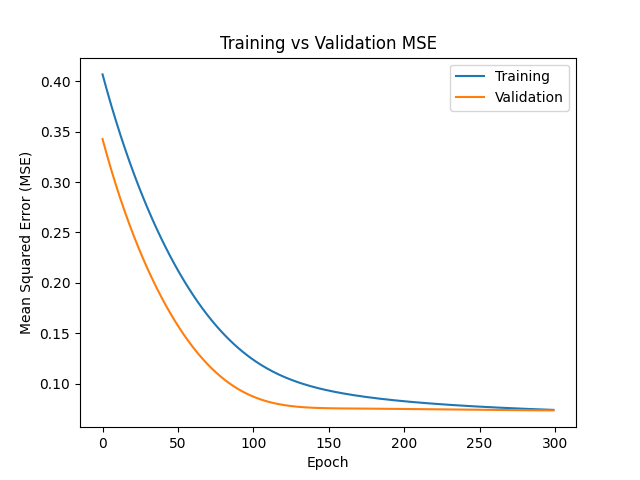 Training vs Validation MSE
Training
Validation
0.40
0.35
0.30
0.25
0.20
0.15
0.10
Mean Squared Error (MSE)
0 50 100 150 200 250 300
Epoch